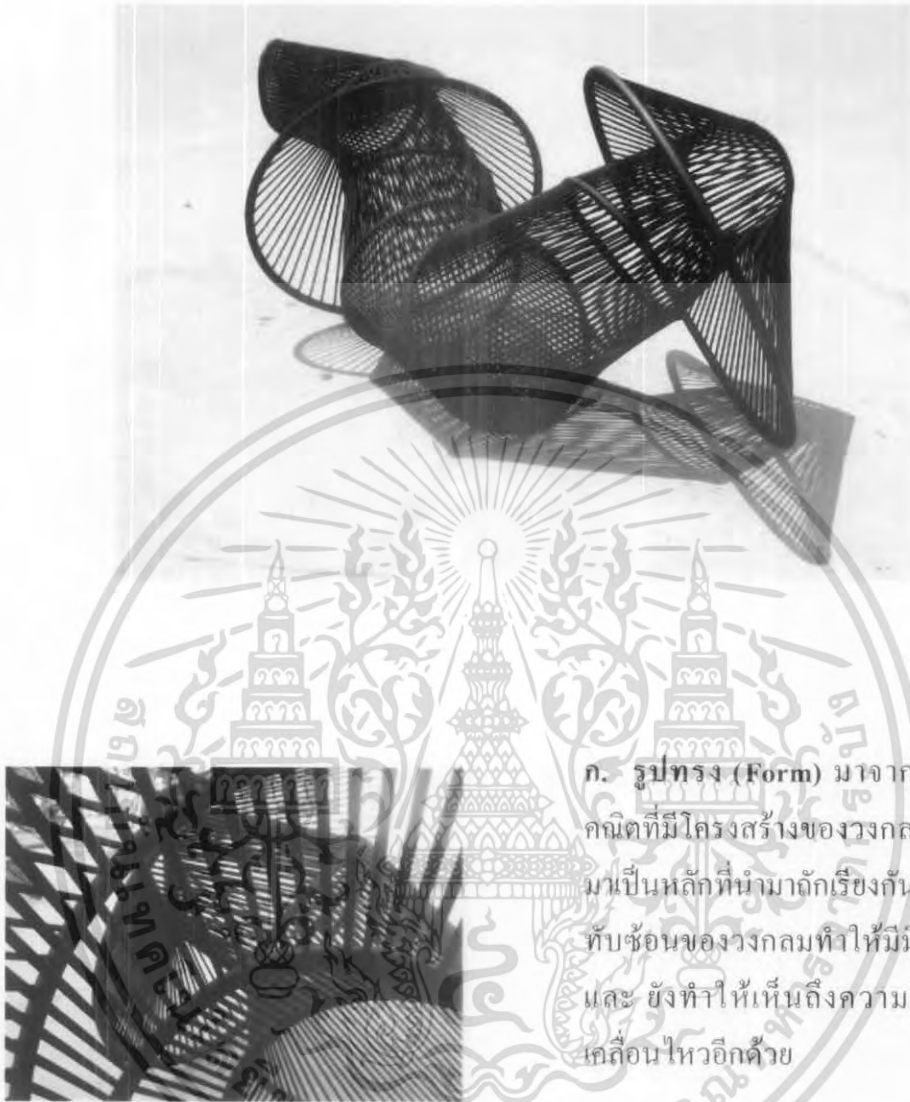 ก. รูปทรง (Form) มาจาก
คณิตที่มีโครงสร้างของวงกล
มาเป็นหลักที่นำมาถักเรียงกัน
ทับซ้อนของวงกลมทำให้มีมิ
และ ยังทำให้เห็นถึงความ
เคลื่อนไหวอีกด้วย